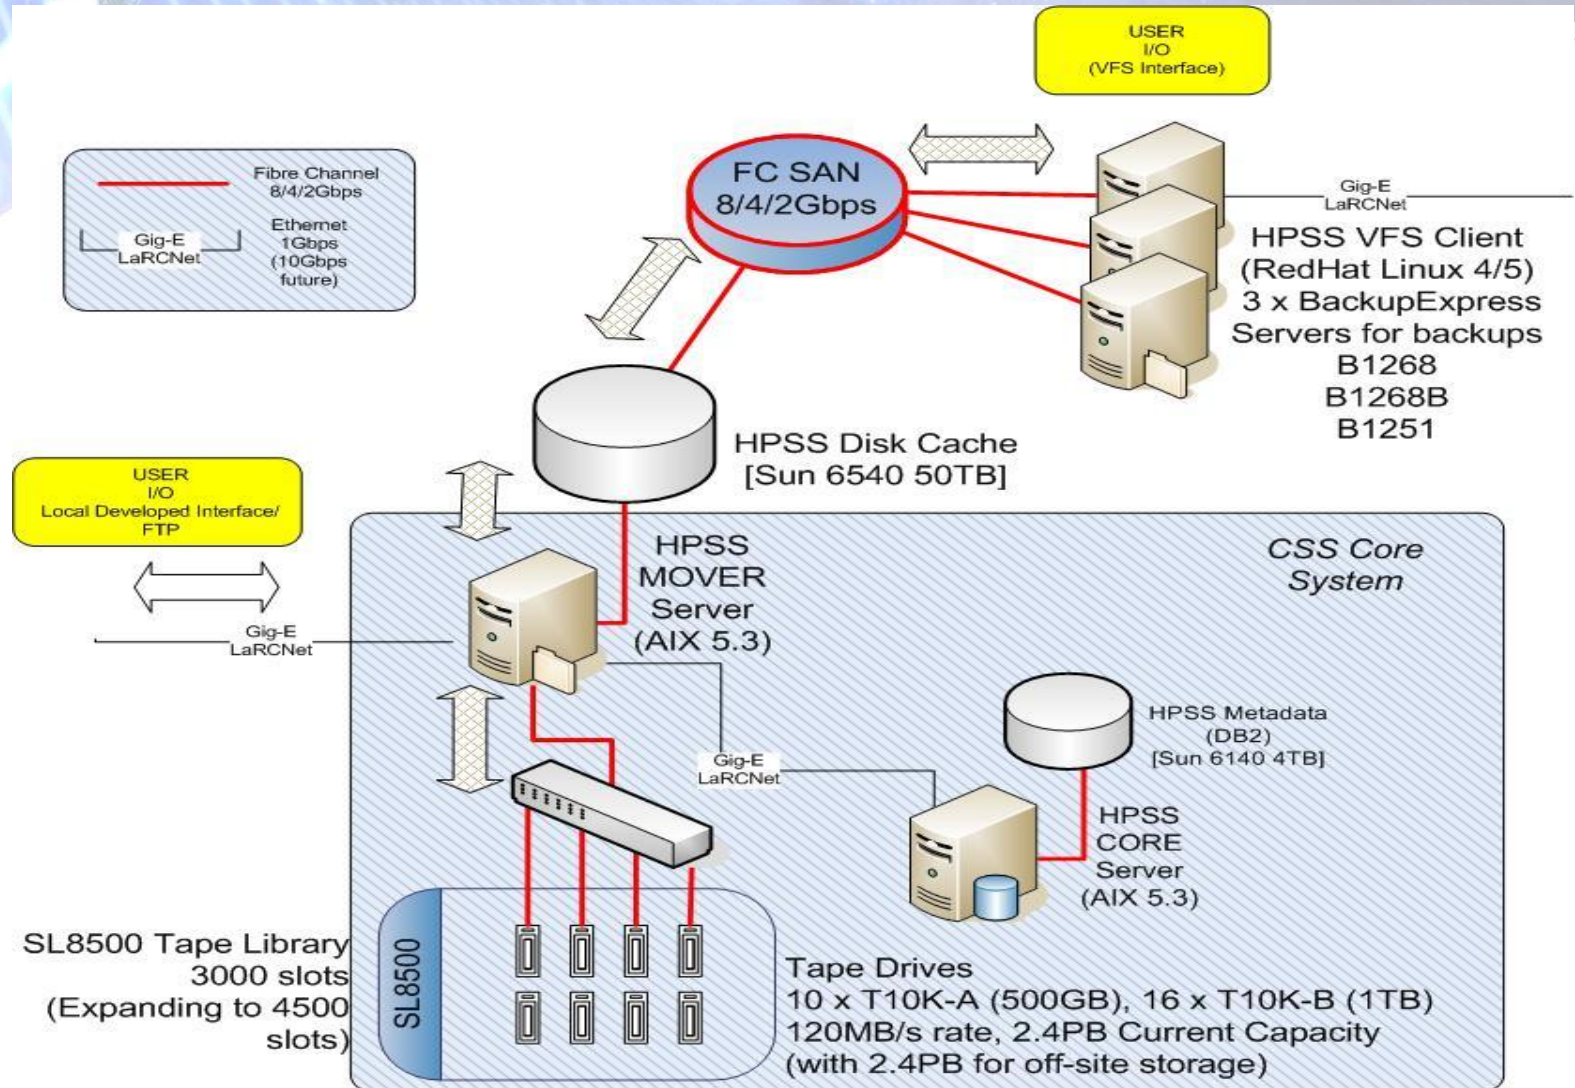 USER
I/O
(VFS Interface)
Fibre Channel
8/4/2Gbps
Gig-E
LaRCNet
Ethernet
1Gbps
(10Gbps
future)
FC SAN
8/4/2Gbps
Gig-E
LaRCNet
HPSS VFS Client
(RedHat Linux 4/5)
3 x BackupExpress
Servers for backups
B1268
B1268B
B1251
HPSS Disk Cache
[Sun 6540 50TB]
USER
I/O
Local Developed Interface/
FTP
Gig-E
LaRCNet
HPSS
MOVER
Server
(AIX 5.3)
CSS Core
System
Gig-E
LaRCNet
HPSS Metadata
(DB2)
[Sun 6140 4TB]
HPSS
CORE
Server
(AIX 5.3)
SL8500 Tape Library
3000 slots
(Expanding to 4500
slots)
SL8500
Tape Drives
10 x T10K-A (500GB), 16 x T10K-B (1TB)
120MB/s rate, 2.4PB Current Capacity
(with 2.4PB for off-site storage)